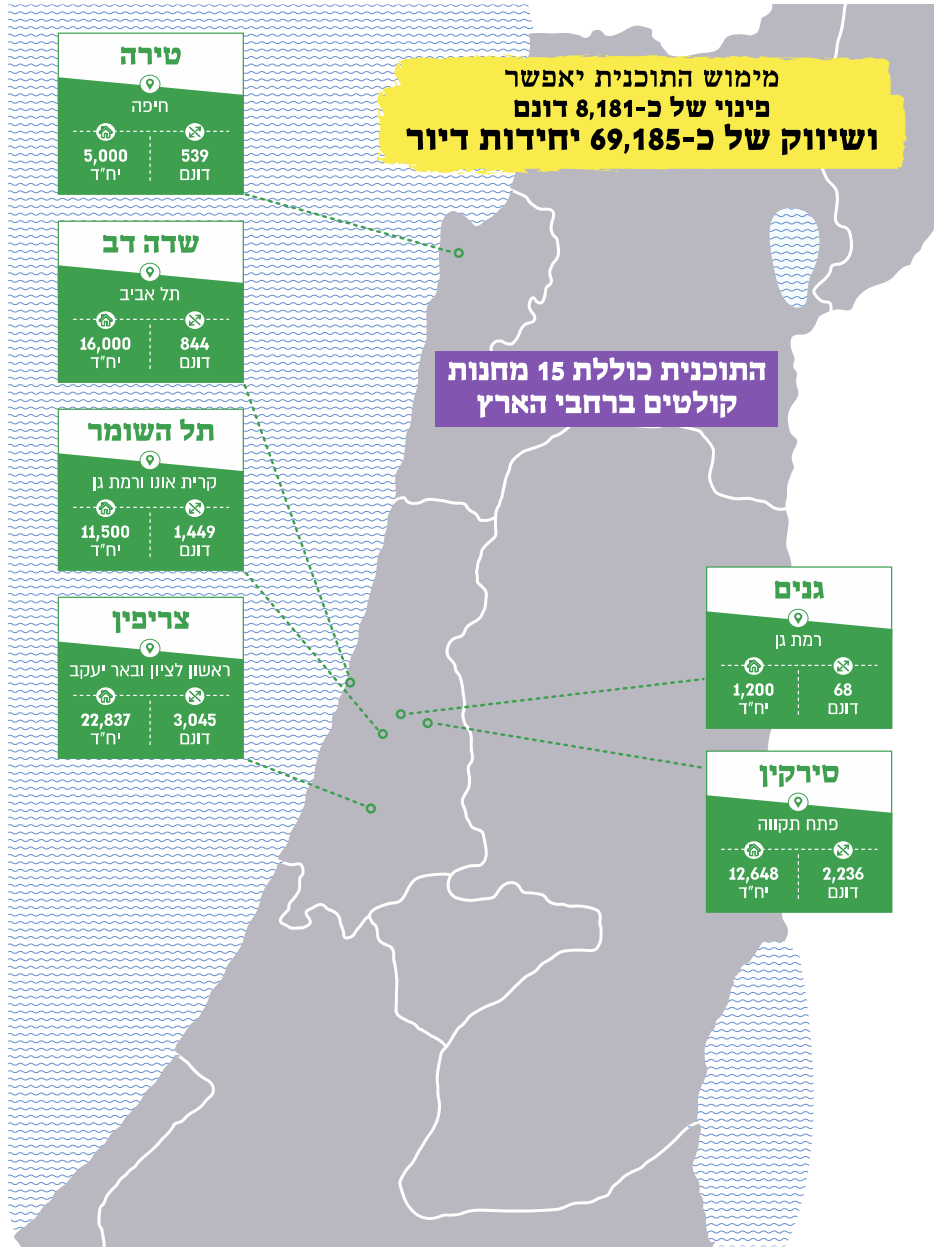 מימוש התוכנית יאפשר
פינוי של כ-8,181 דונם
ושיווק של כ-69,185 יחידות דיור
התוכנית כוללת 15 מחנות
קולטים ברחבי הארץ
טירה
חיפה
539 5,000
דונם יח"ד
שדה דב
תל אביב
844 16,000
דונם יח"ד
תל השומר
קרית אונו ורמת גן
1,449 11,500
דונם יח"ד
צריפין
ראשון לציון ובאר יעקב
3,045 22,837
דונם יח"ד
גנים
רמת גן
68 1,200
דונם יח"ד
סירקין
פתח תקווה
2,236 12,648
דונם יח"ד